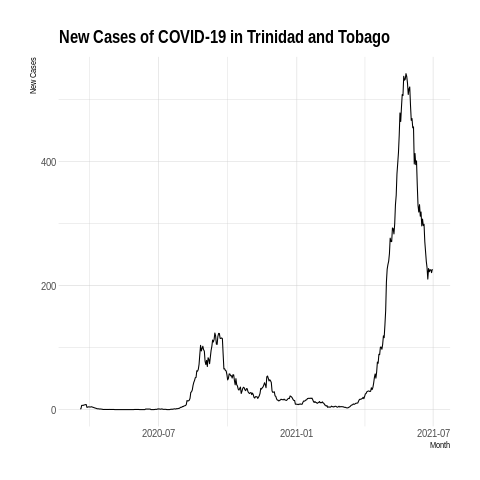 New Cases of COVID-19 in Trinidad and Tobago
New Cases
400
200
0
2020-07
2021-01
2021-07
Month